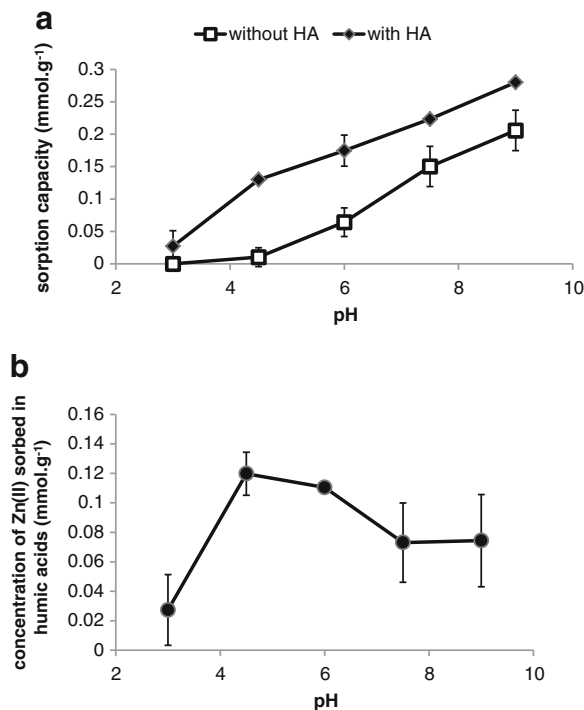 a
without HA
with HA
sorption capacity (mmol.g⁻¹)
0.3
0.25
0.2
0.15
0.1
0.05
0
2 4 6 8 10
pH
b
concentration of Zn(II) sorbed in
humic acids (mmol.g⁻¹)
0.16
0.14
0.12
0.1
0.08
0.06
0.04
0.02
0
2 4 6 8 10
pH